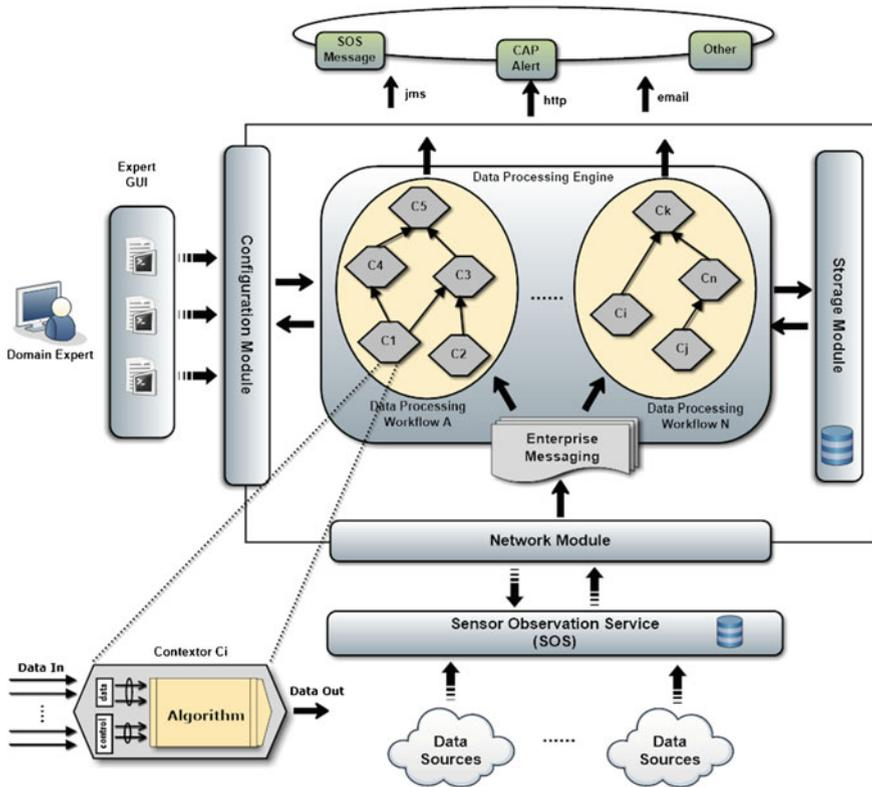 SOS
Message
CAP
Alert
Other
jms
http
email
Expert
GUI
Domain Expert
Configuration Module
Data Processing Engine
C5
C4
C3
C1
C2
Data Processing
Workflow A
......
Ck
Cn
Ci
Cj
Data Processing
Workflow N
Storage Module
Enterprise
Messaging
Network Module
Sensor Observation Service
(SOS)
Contextor Ci
Data In
data
control
Algorithm
Data Out
Data
Sources
......
Data
Sources